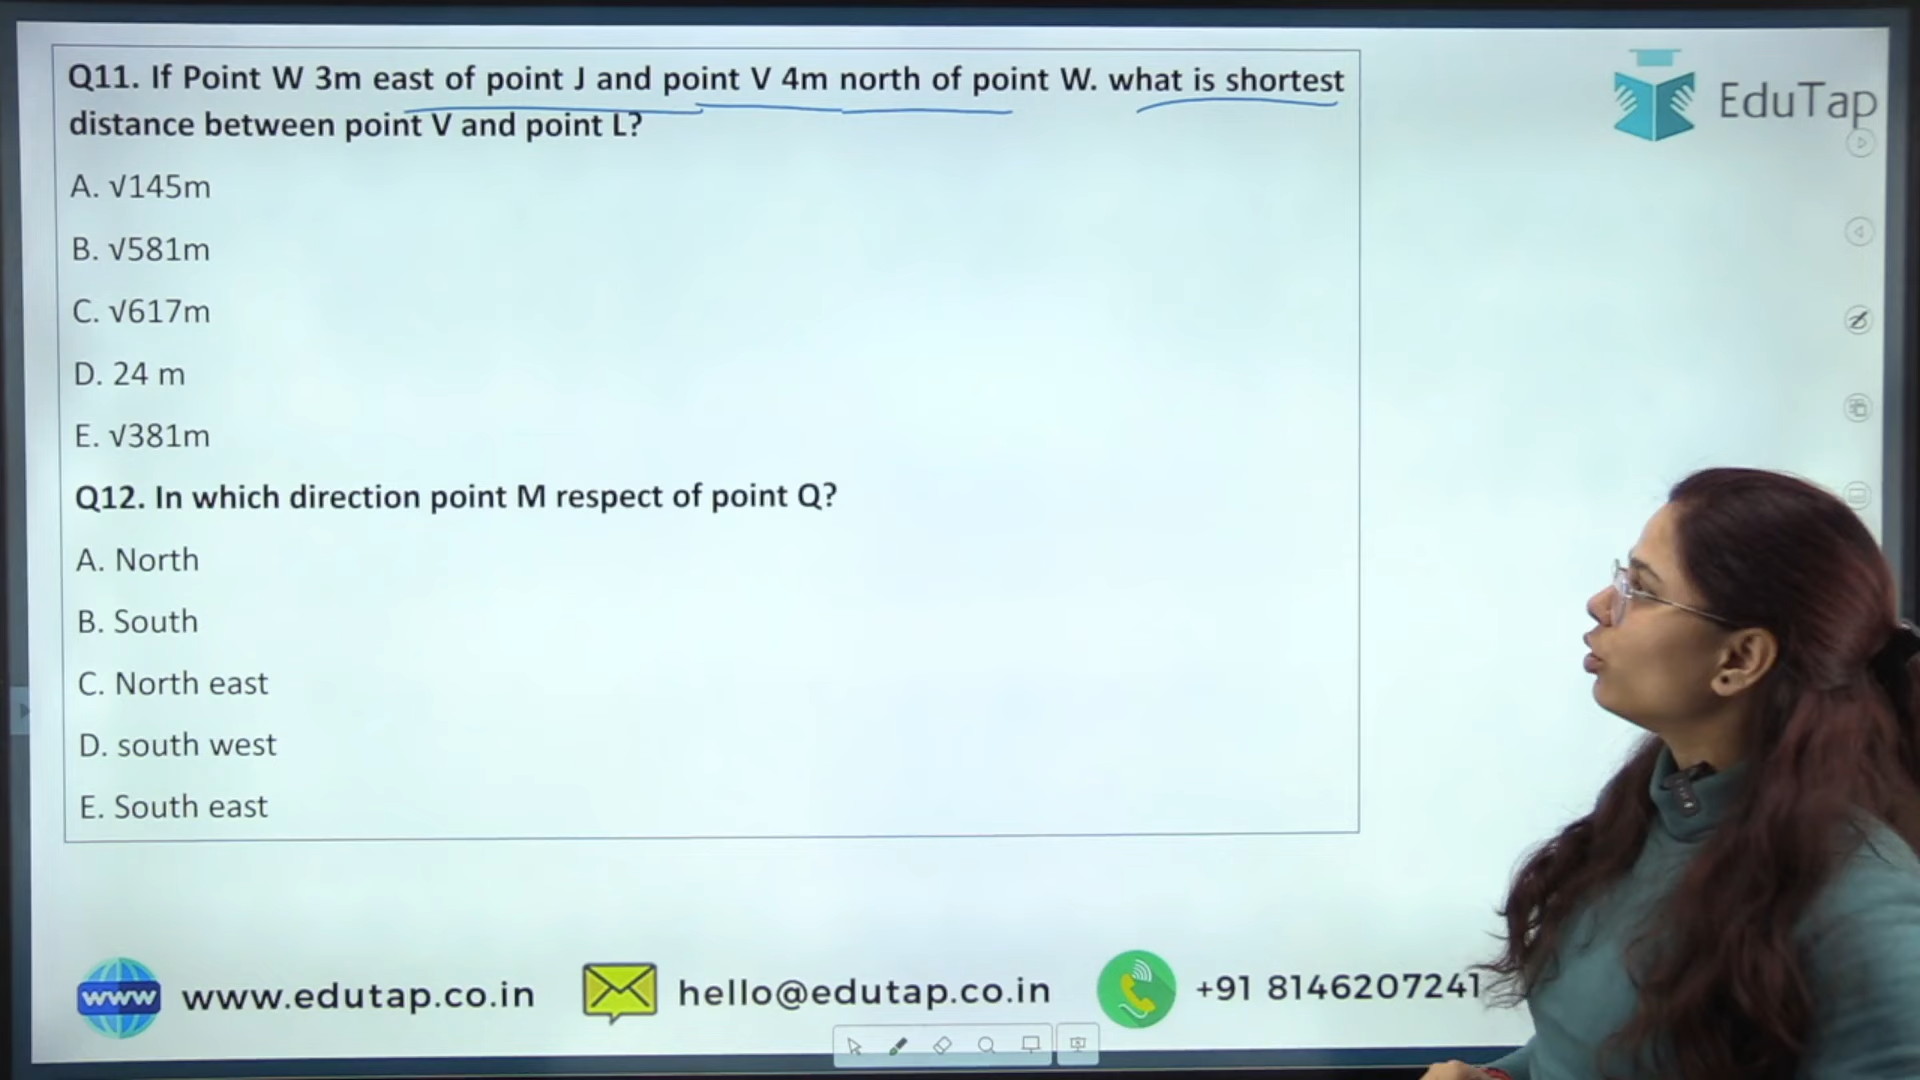 Q11. If Point W 3m east of point J and point V 4m north of point W. what is shortest
distance between point V and point L?
A. √145m
B. √581m
C. √617m
D. 24 m
E. √381m
Q12. In which direction point M respect of point Q?
A. North
B. South
C. North east
D. south west
E. South east
EduTap
www www.edutap.co.in hello@edutap.co.in +91 8146207241